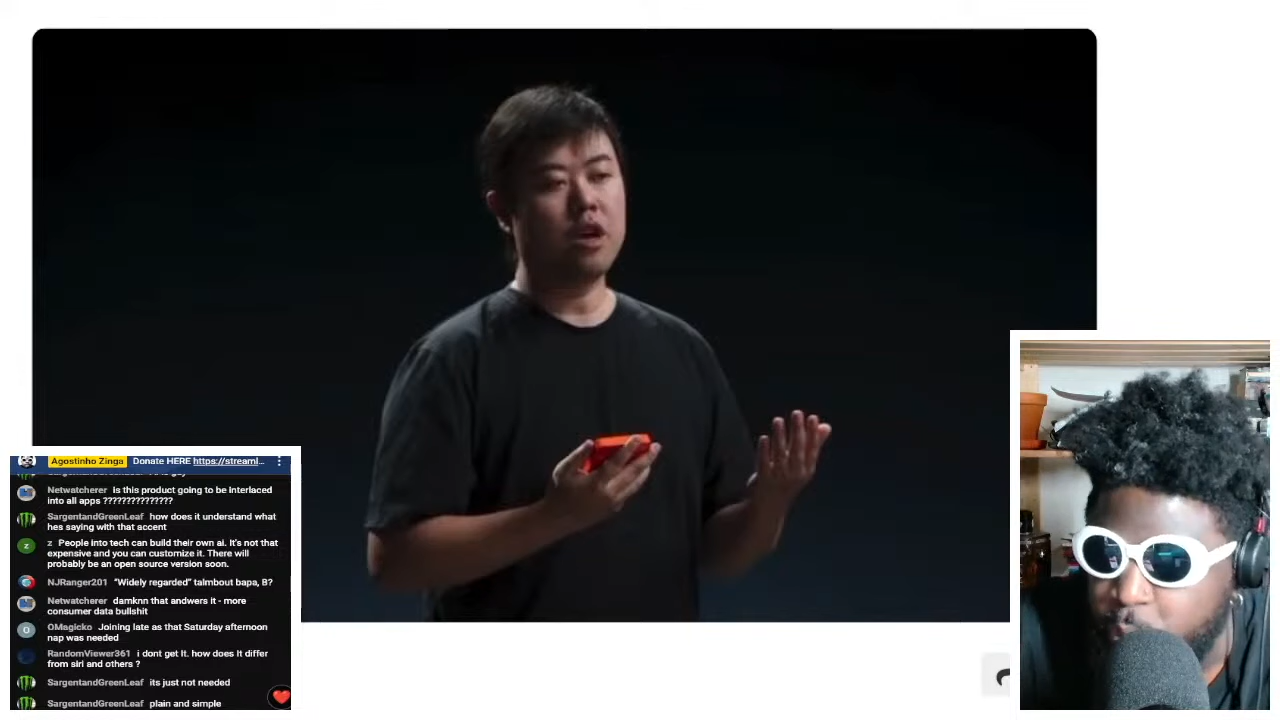 Agostinho Zinga Donate HERE https://streaml...
Netwatcherer Is this product going to be interlaced
into all apps ???????????????
SargentandGreenLeaf how does it understand what
hes saying with that accent
z People into tech can build their own ai. It's not that
expensive and you can customize it. There will
probably be an open source version soon.
NJRanger201 "Widely regarded" talmbout bapa, B?
Netwatcherer damknn that andwers it - more
consumer data bullshit
OMagicko Joining late as that Saturday afternoon
nap was needed
RandomViewer361 i dont get it. how does it differ
from siri and others ?
SargentandGreenLeaf its just not needed
SargentandGreenLeaf plain and simple